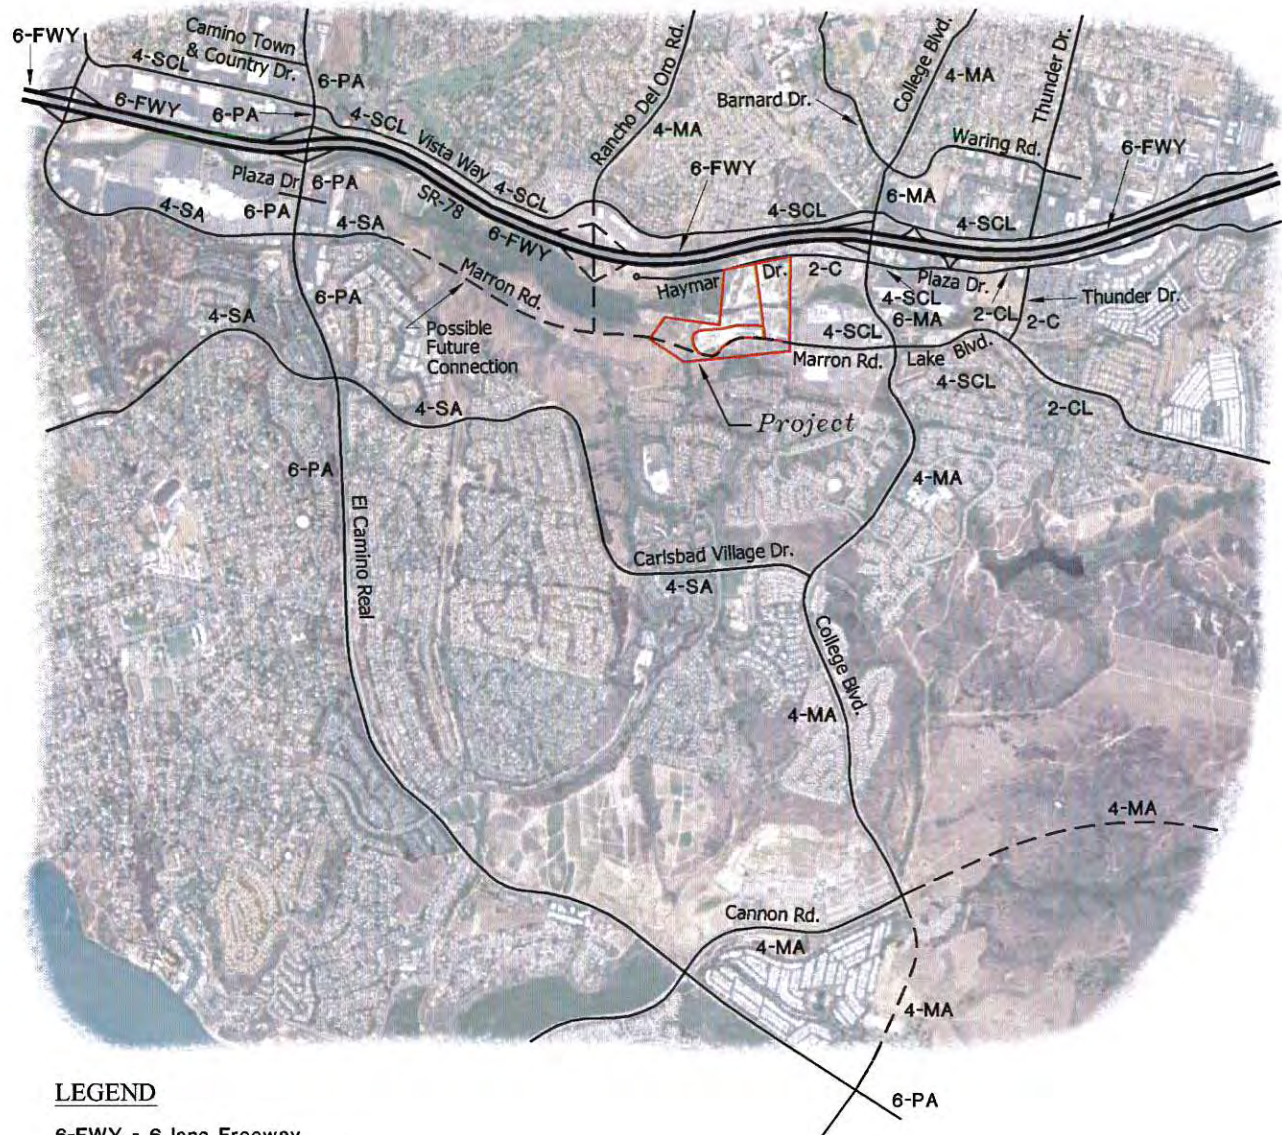 6-FWY
Camino Town
& Country Dr.
4-SCL
6-PA
6-FWY
6-PA
4-SCL
Vista Way
4-SCL
Rancho Del Oro Rd.
4-MA
Barnard Dr.
College Blvd.
4-MA
Thunder Dr.
Waring Rd.
6-FWY
6-FWY
Plaza Dr.
6-PA
SR-78
6-MA
4-SA
6-PA
4-SA
6-FWY
4-SCL
4-SCL
Marron Rd.
Haymar
Dr.
2-C
Plaza Dr.
4-SCL
6-PA
Thunder Dr.
4-SA
6-MA
2-CL
2-C
Possible
Future
Connection
4-SCL
Marron Rd.
Lake Blvd.
4-SCL
4-SA
2-CL
Project
6-PA
4-MA
El Camino Real
Carlsbad Village Dr.
4-SA
College Blvd.
4-MA
4-MA
Cannon Rd.
4-MA
4-MA
6-PA
LEGEND
6-FWY - 6 lane Freeway